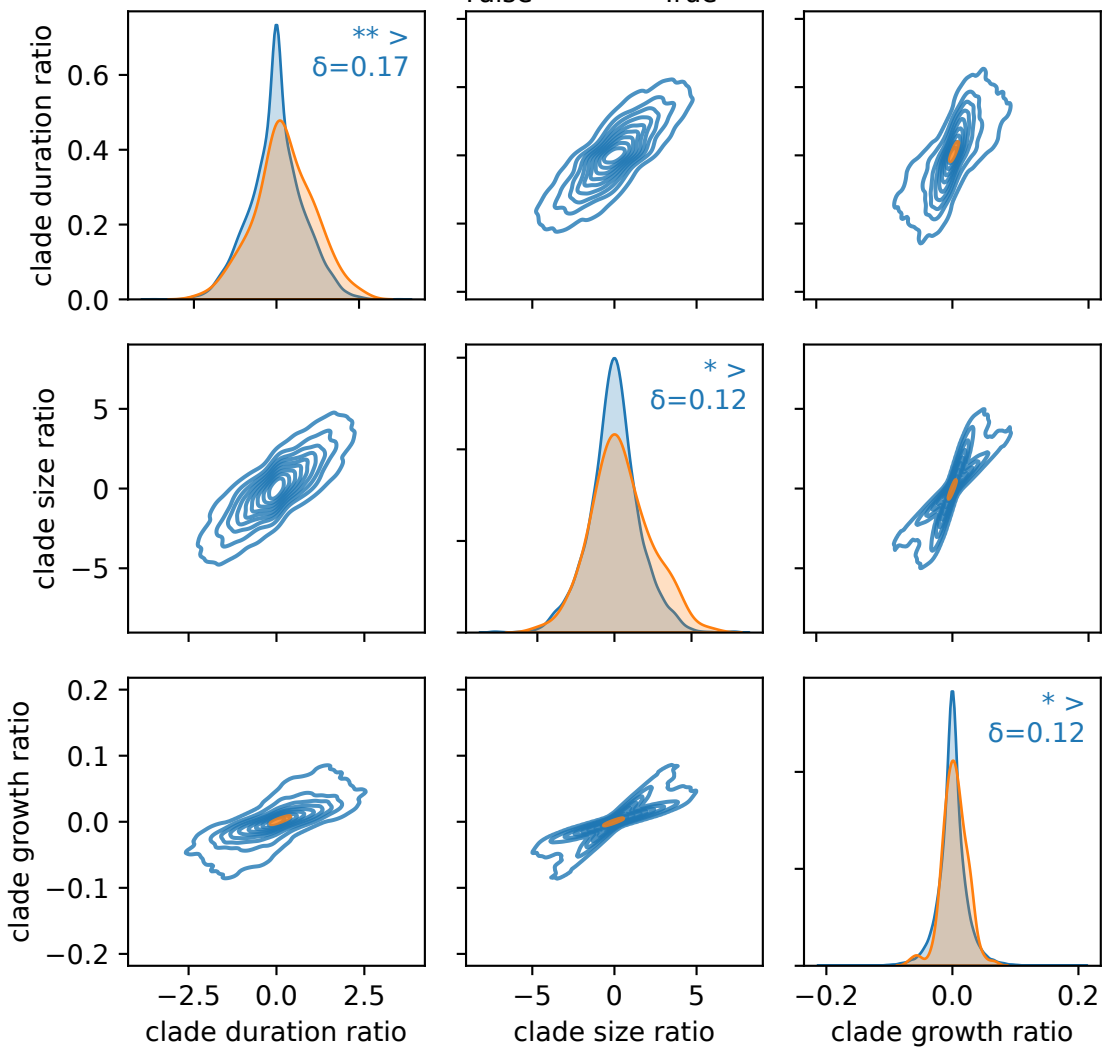 False True
clade duration ratio
0.6
0.4
0.2
0.0
** >
δ=0.17
clade size ratio
5
0
−5
* >
δ=0.12
clade growth ratio
0.2
0.1
0.0
−0.1
−0.2
* >
δ=0.12
−2.5 0.0 2.5
−5 0 5
−0.2 0.0 0.2
clade duration ratio
clade size ratio
clade growth ratio